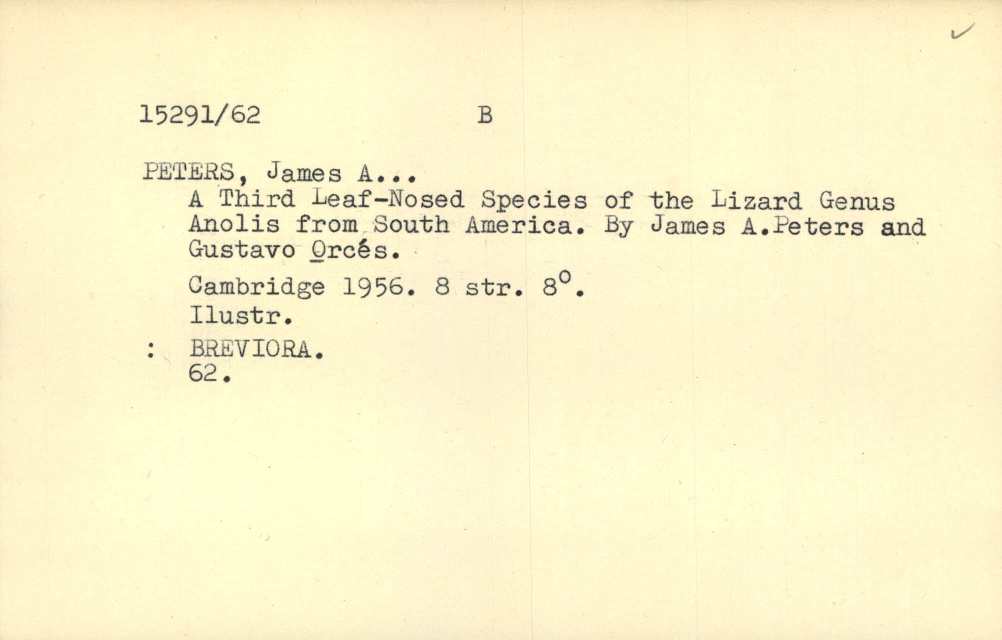 15291/62 B
PETERS, James A...
A Third Leaf-Nosed Species of the Lizard Genus
Anolis from South America. By James A.Peters and
Gustavo Orcés.
Cambridge 1956. 8 str. 8º.
Ilustr.
: BREVIORA.
62.